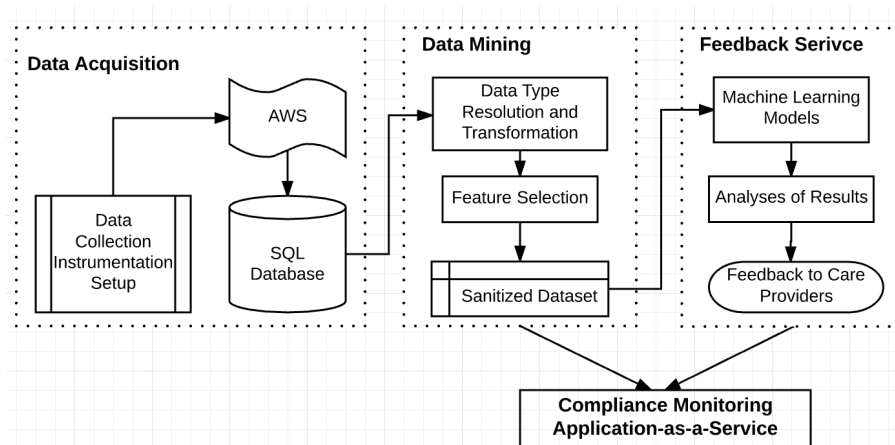 Data Acquisition
Data
Collection
Instrumentation
Setup
AWS
SQL
Database
Data Mining
Data Type
Resolution and
Transformation
Feature Selection
Sanitized Dataset
Feedback Serivce
Machine Learning
Models
Analyses of Results
Feedback to Care
Providers
Compliance Monitoring
Application-as-a-Service